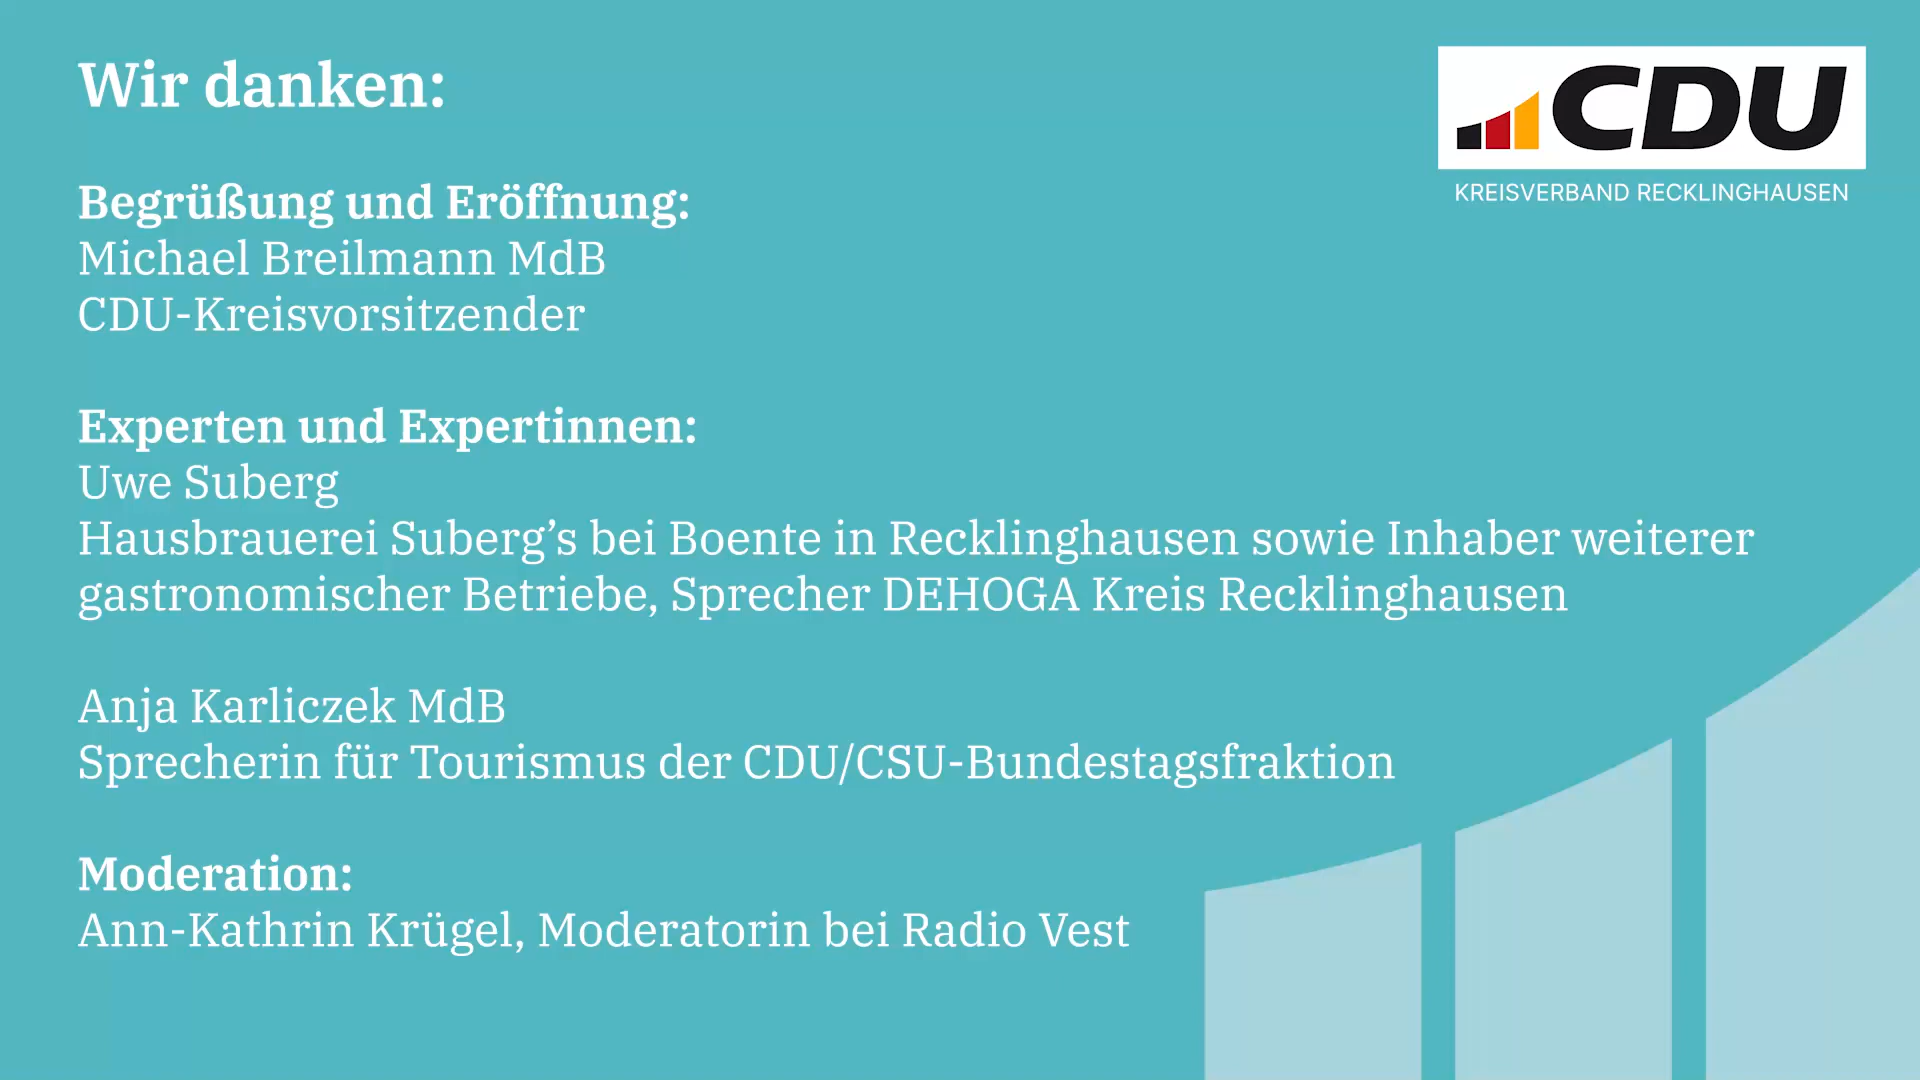 Wir danken:
CDU
KREISVERBAND RECKLINGHAUSEN
Begrüßung und Eröffnung:
Michael Breilmann MdB
CDU-Kreisvorsitzender
Experten und Expertinnen:
Uwe Suberg
Hausbrauerei Suberg’s bei Boente in Recklinghausen sowie Inhaber weiterer
gastronomischer Betriebe, Sprecher DEHOGA Kreis Recklinghausen
Anja Karliczek MdB
Sprecherin für Tourismus der CDU/CSU-Bundestagsfraktion
Moderation:
Ann-Kathrin Krügel, Moderatorin bei Radio Vest